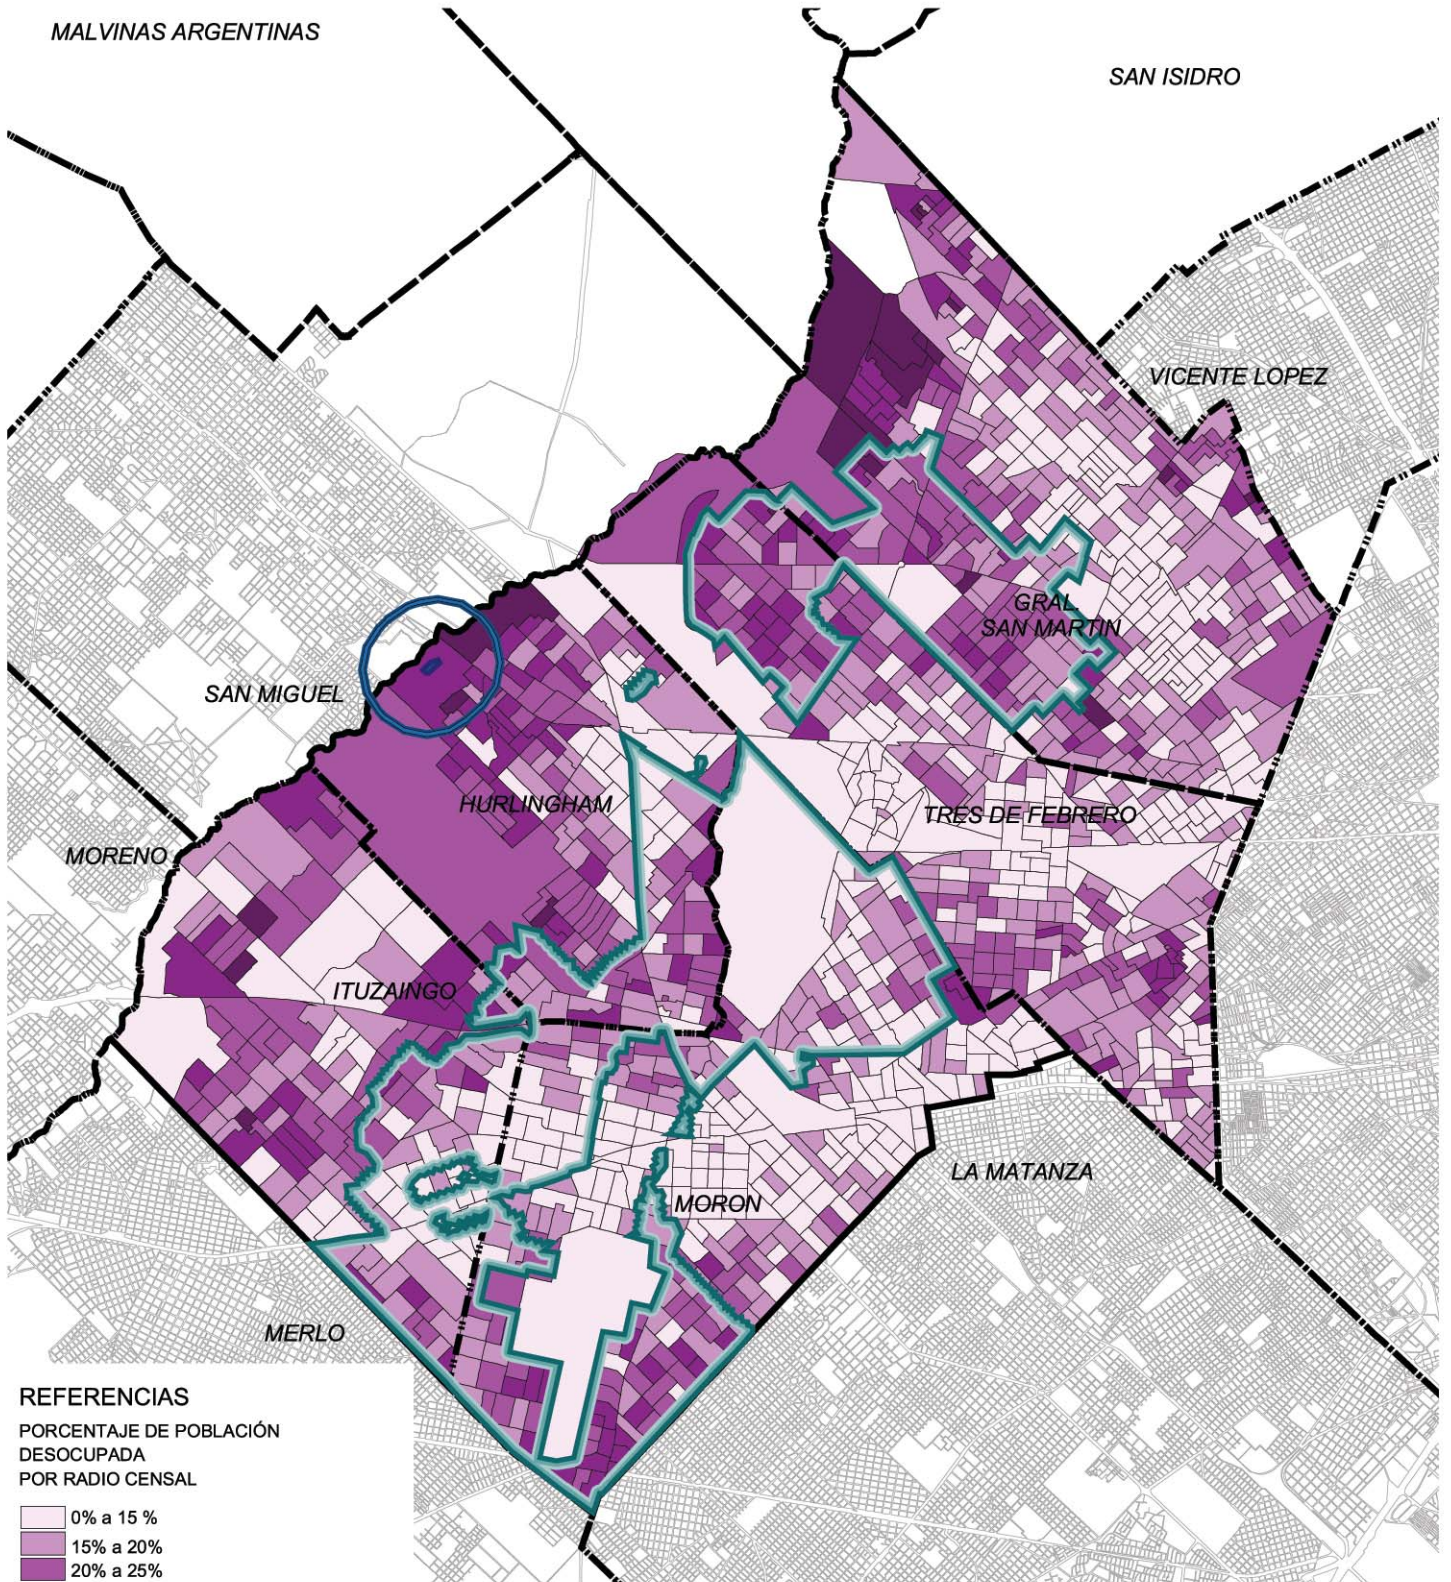 MALVINAS ARGENTINAS
SAN ISIDRO
VICENTE LOPEZ
GRAL.
SAN MARTIN
SAN MIGUEL
HURLINGHAM
TRES DE FEBRERO
MORENO
ITUZAINGO
LA MATANZA
MORON
MERLO
REFERENCIAS
PORCENTAJE DE POBLACIÓN
DESOCUPADA
POR RADIO CENSAL
0% a 15 %
15% a 20%
20% a 25%